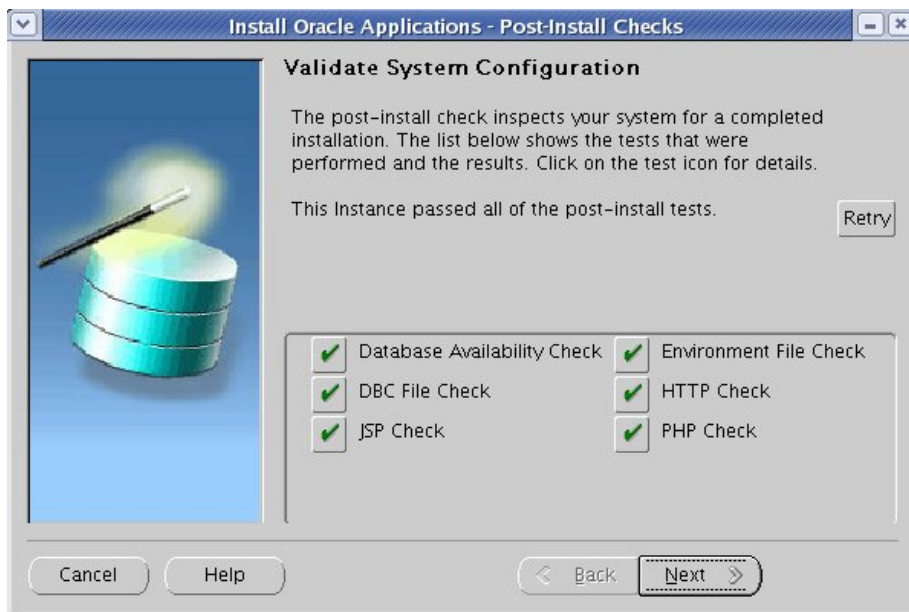 Install Oracle Applications - Post-Install Checks
Validate System Configuration
The post-install check inspects your system for a completed
installation. The list below shows the tests that were
performed and the results. Click on the test icon for details.
This Instance passed all of the post-install tests.
Retry
Database Availability Check
Environment File Check
DBC File Check
HTTP Check
JSP Check
PHP Check
Cancel
Help
Back
Next